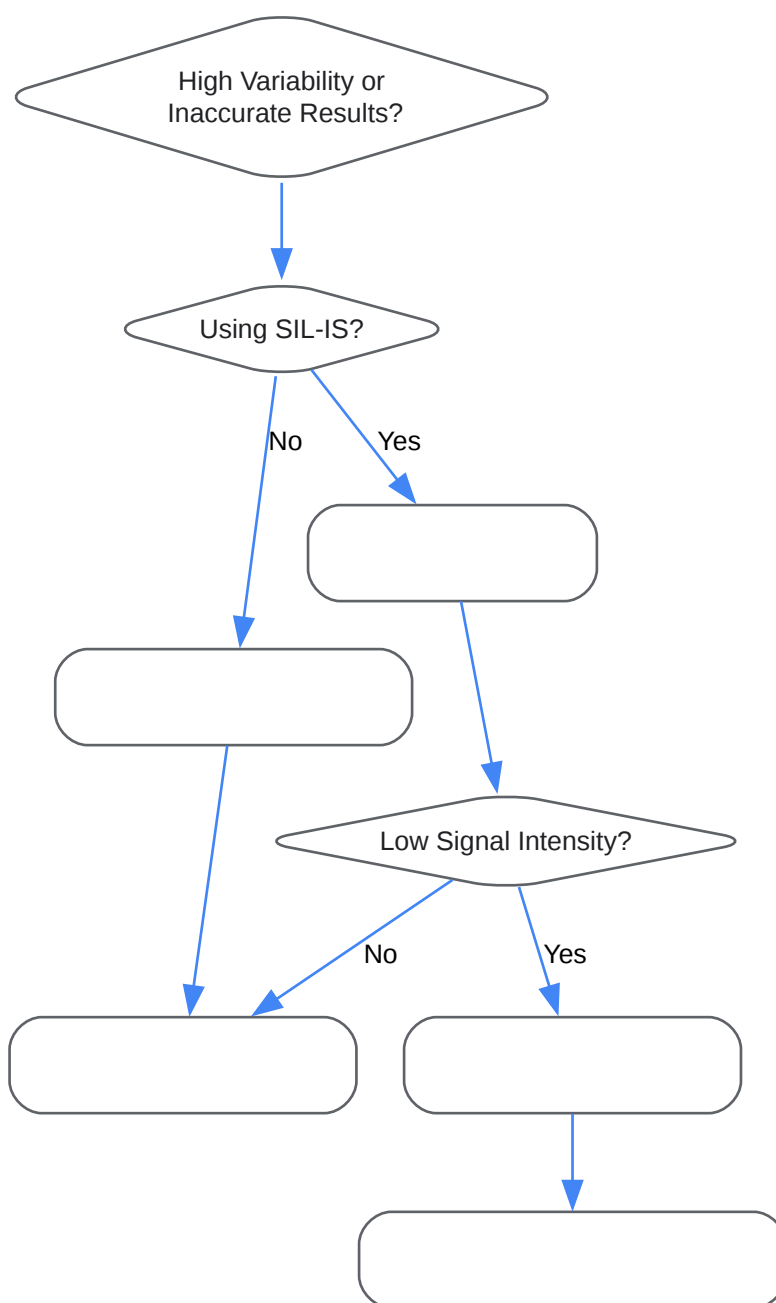 High Variability or
Inaccurate Results?
Using SIL-IS?
No
Yes
Low Signal Intensity?
No
Yes